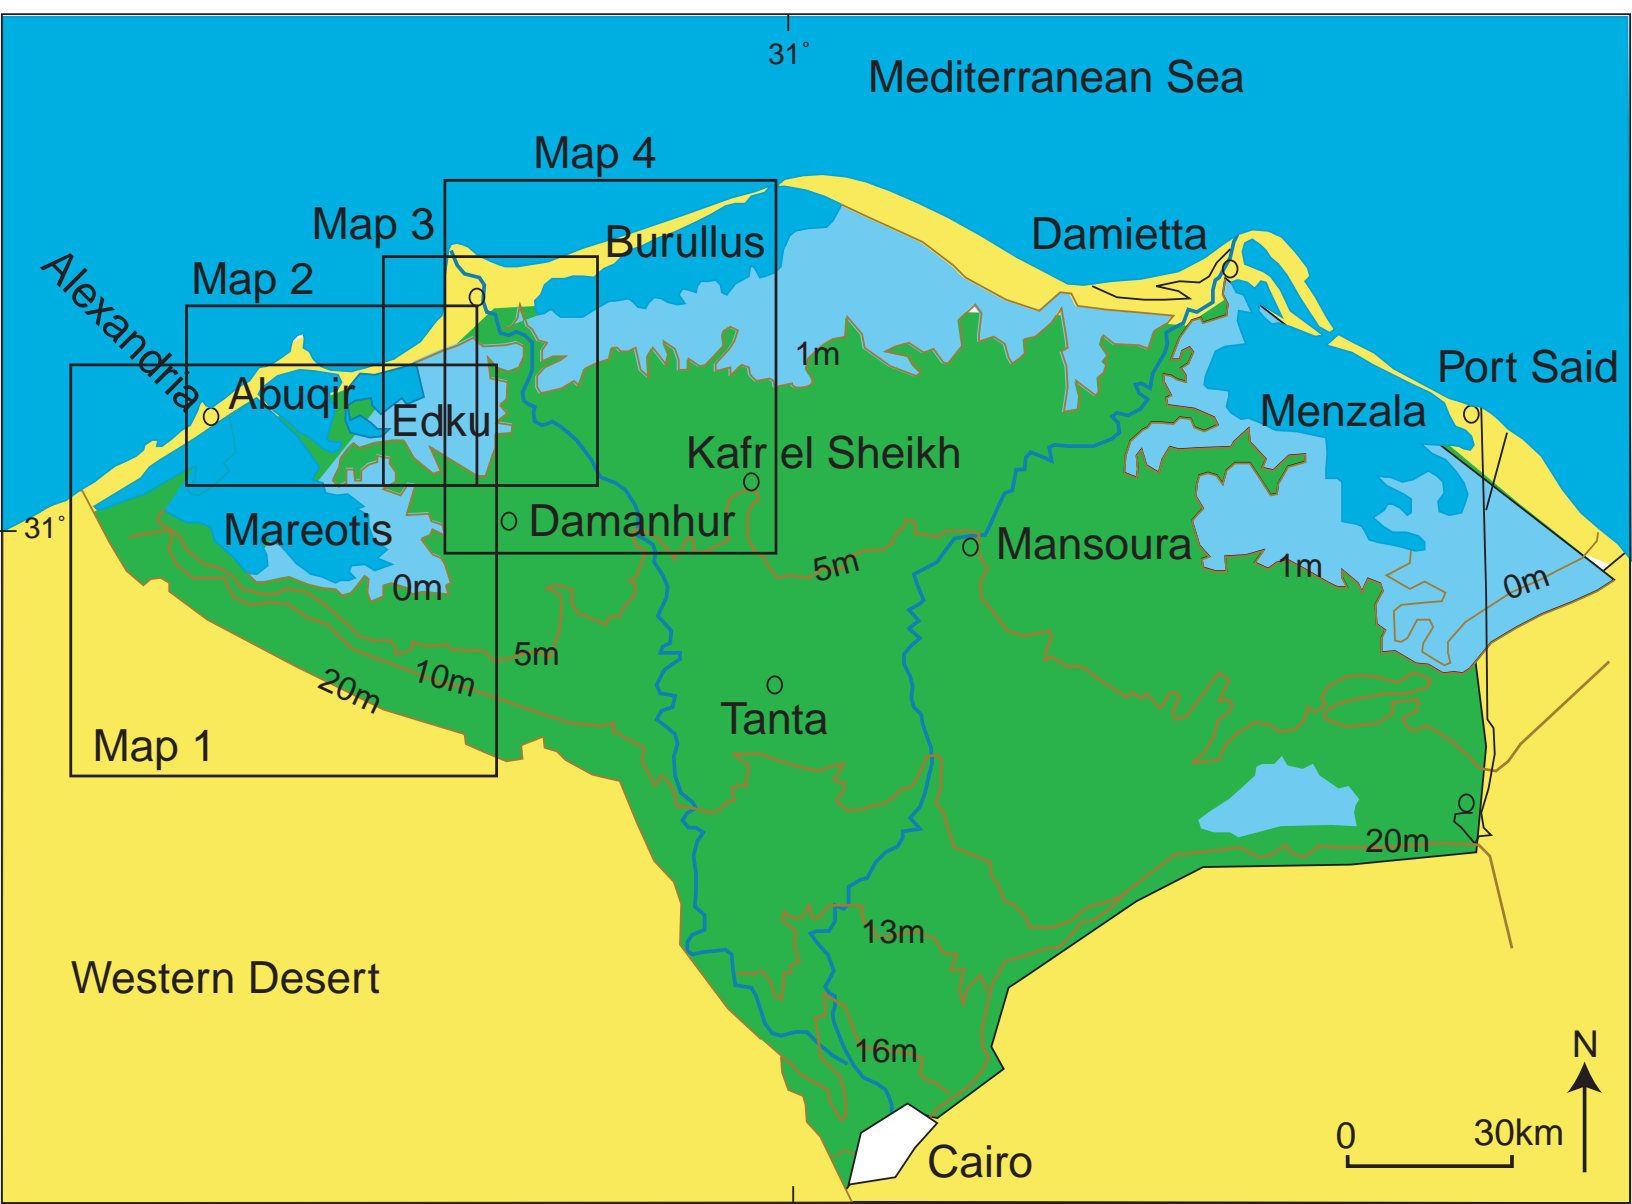 31°
Mediterranean Sea
Map 4
Map 3
Burullus
Damietta
Map 2
Alexandria
1m
Port Said
Abuqir
Edku
Menzala
Kafr el Sheikh
31°
Mareotis
Damanhur
Mansoura
5m
1m
0m
0m
5m
10m
20m
Tanta
Map 1
20m
13m
Western Desert
16m
N
0 30km
Cairo